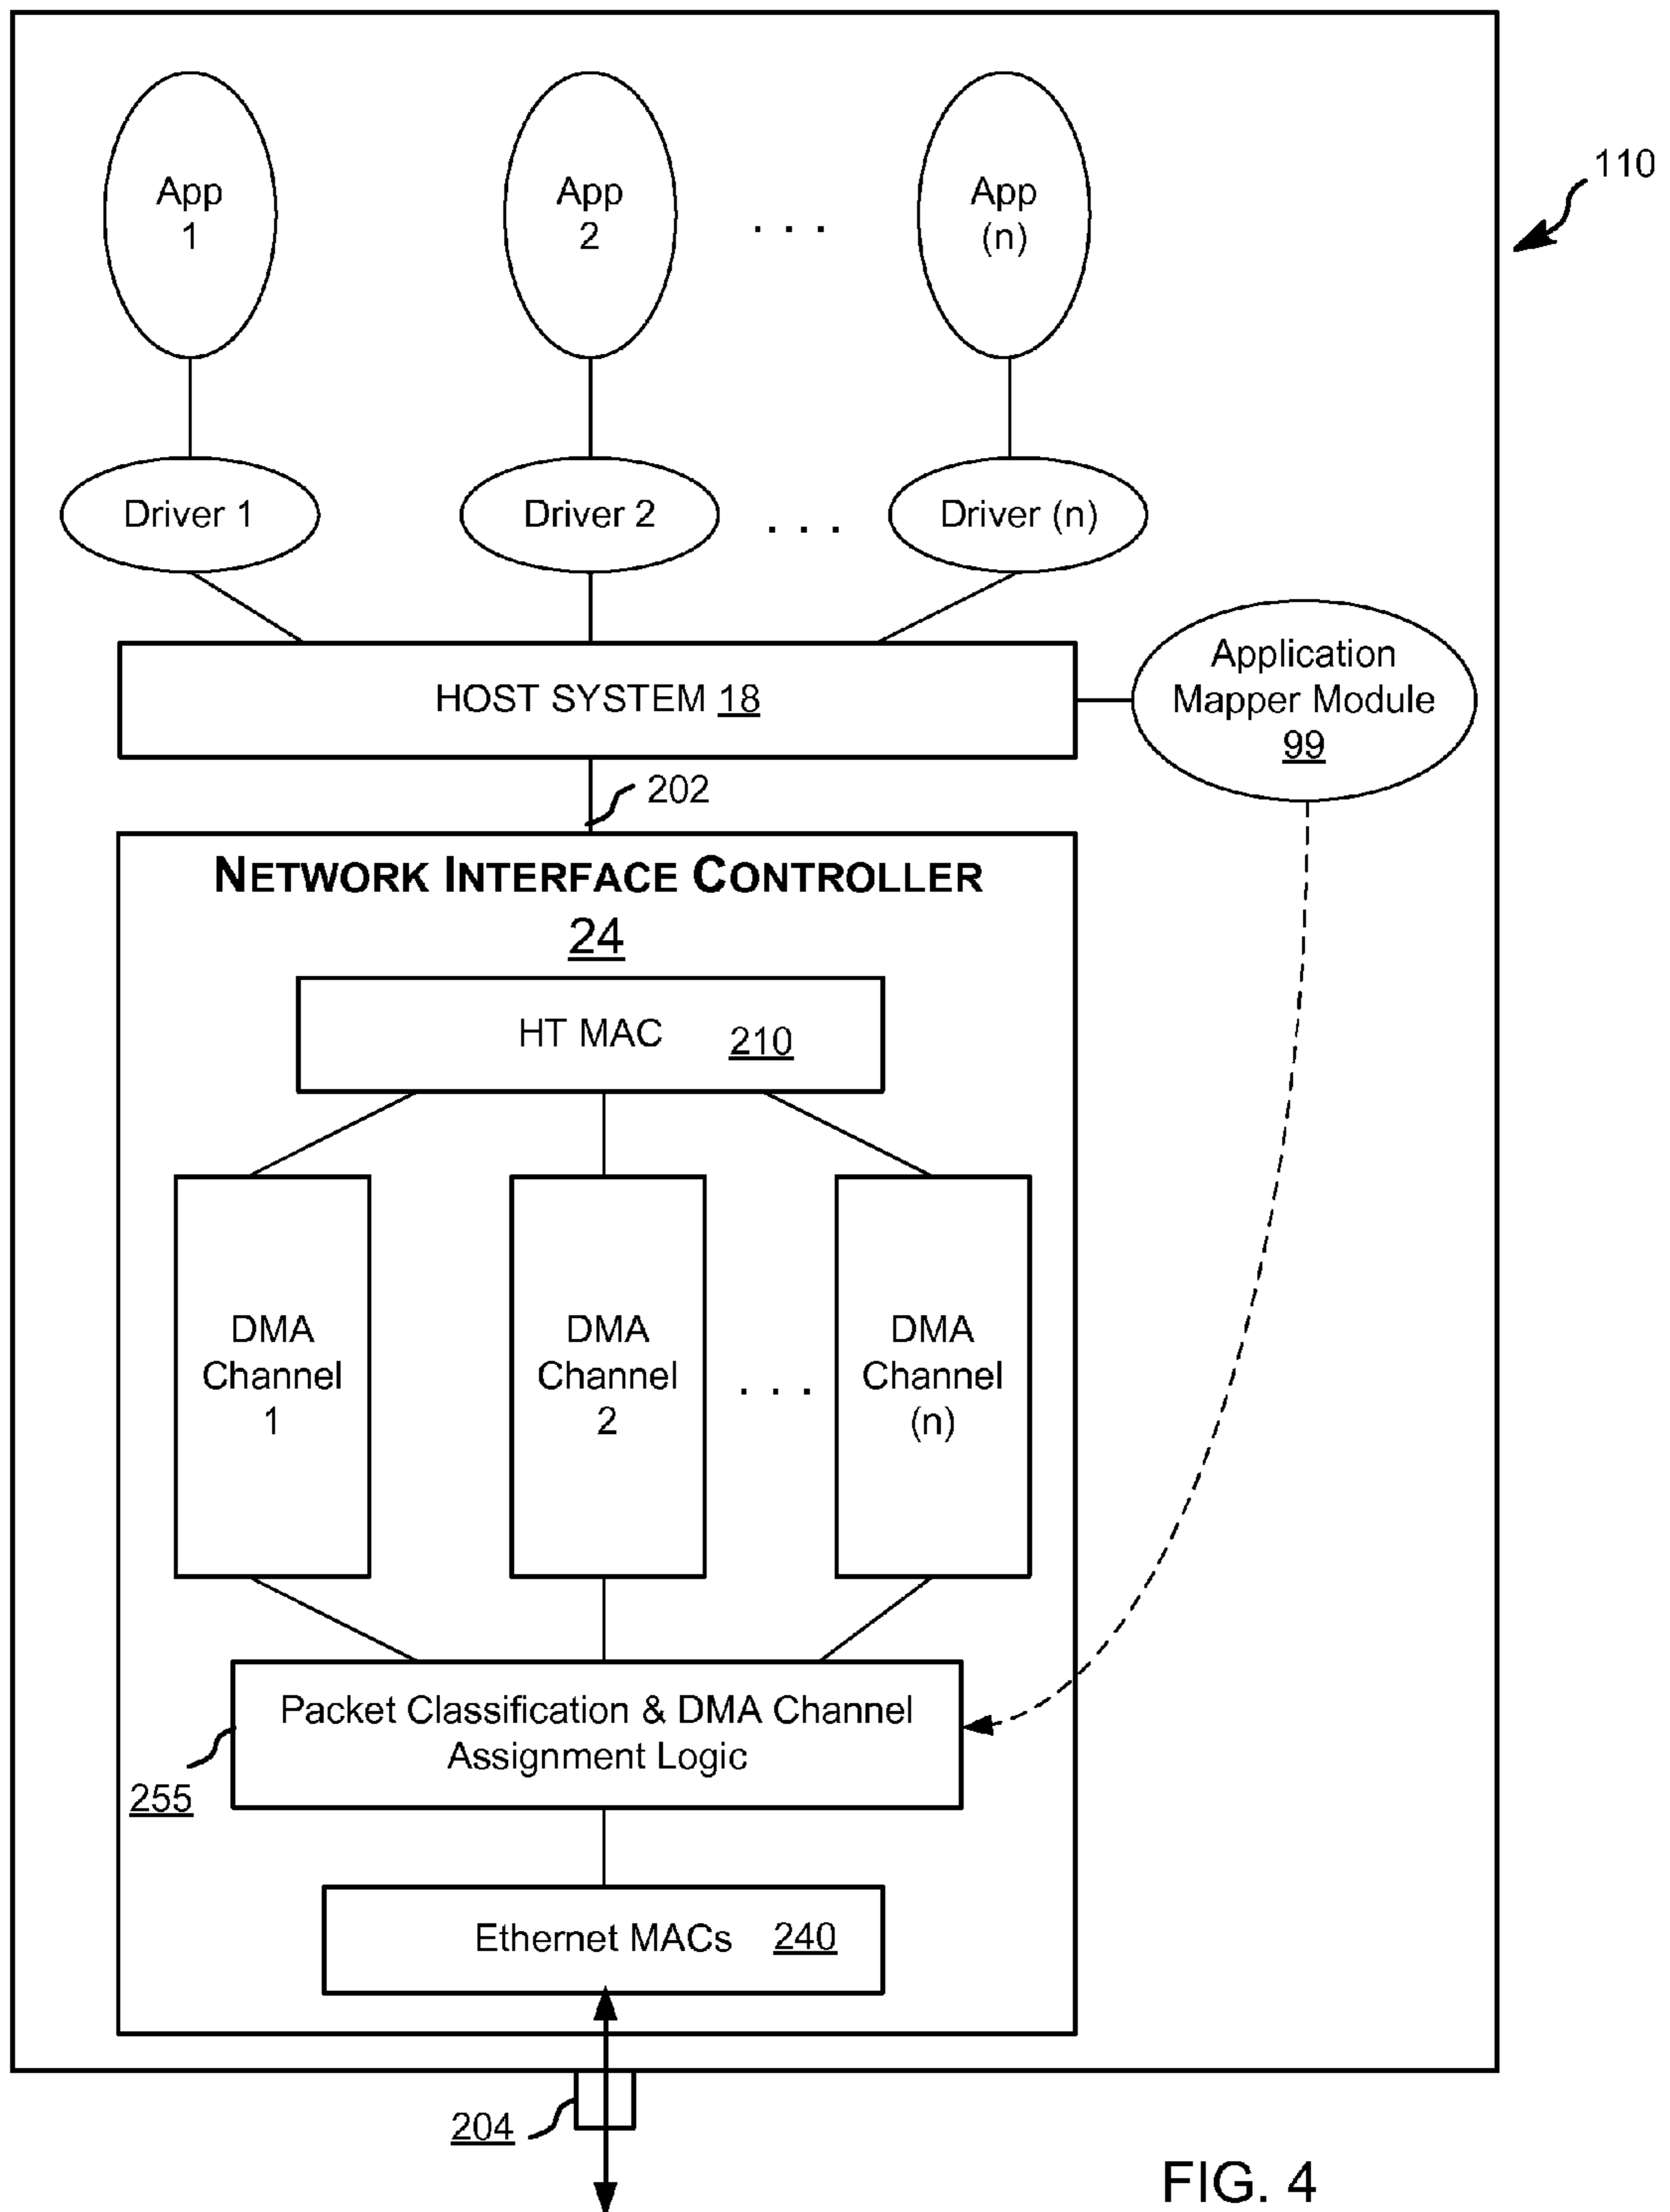 110
App
1
App
2
. . .
App
(n)
Driver 1
Driver 2
. . .
Driver (n)
HOST SYSTEM 18
Application
Mapper Module
99
202
NETWORK INTERFACE CONTROLLER
24
HT MAC 210
DMA
Channel
1
DMA
Channel
2
. . .
DMA
Channel
(n)
Packet Classification & DMA Channel
Assignment Logic
255
Ethernet MACs 240
204
FIG. 4